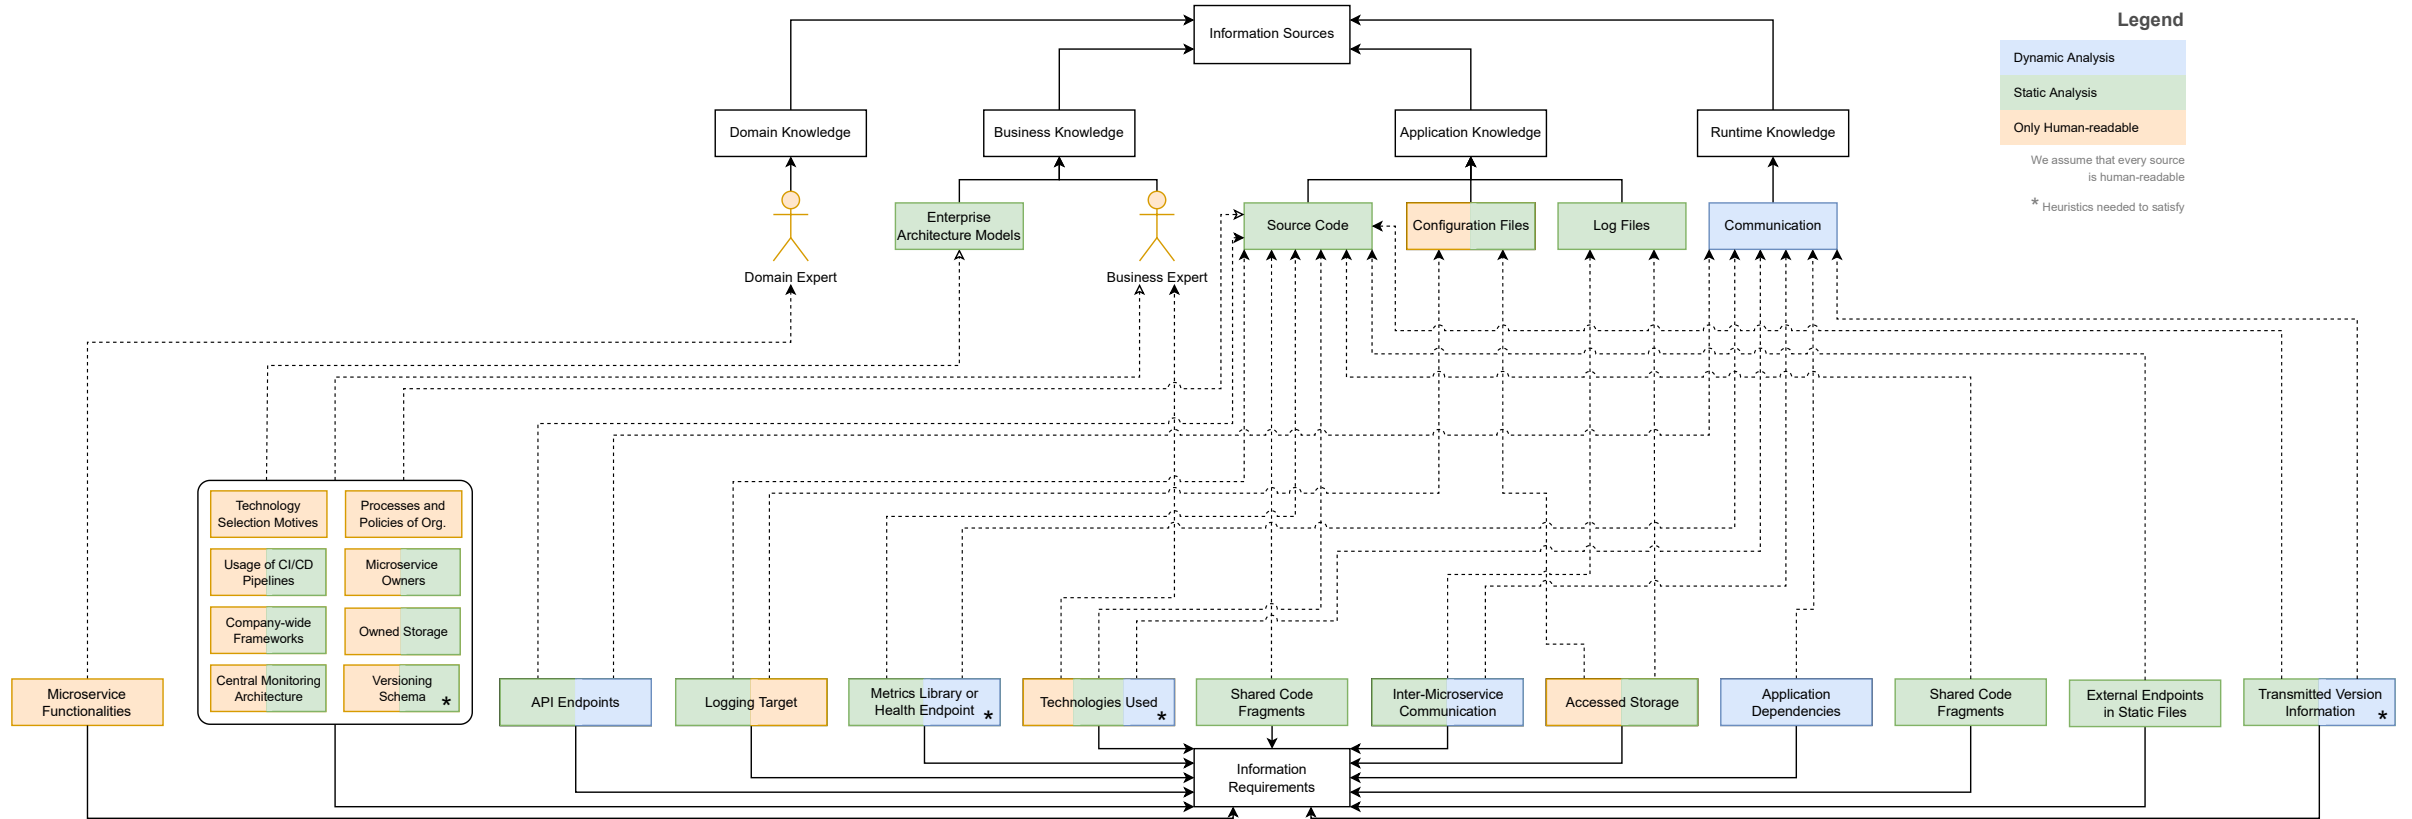 Information Sources
Legend
Dynamic Analysis
Static Analysis
Only Human-readable
We assume that every source
is human-readable
* Heuristics needed to satisfy
Domain Knowledge
Business Knowledge
Application Knowledge
Runtime Knowledge
Enterprise
Architecture Models
Source Code
Configuration Files
Log Files
Communication
Domain Expert
Business Expert
Technology
Selection Motives
Processes and
Policies of Org.
Usage of CI/CD
Pipelines
Microservice
Owners
Company-wide
Frameworks
Owned Storage
Central Monitoring
Architecture
Versioning
Schema *
Microservice
Functionalities
API Endpoints
Logging Target
Metrics Library or
Health Endpoint *
Technologies Used
*
Shared Code
Fragments
Inter-Microservice
Communication
Accessed Storage
Application
Dependencies
Shared Code
Fragments
External Endpoints
in Static Files
Transmitted Version
Information *
Information
Requirements